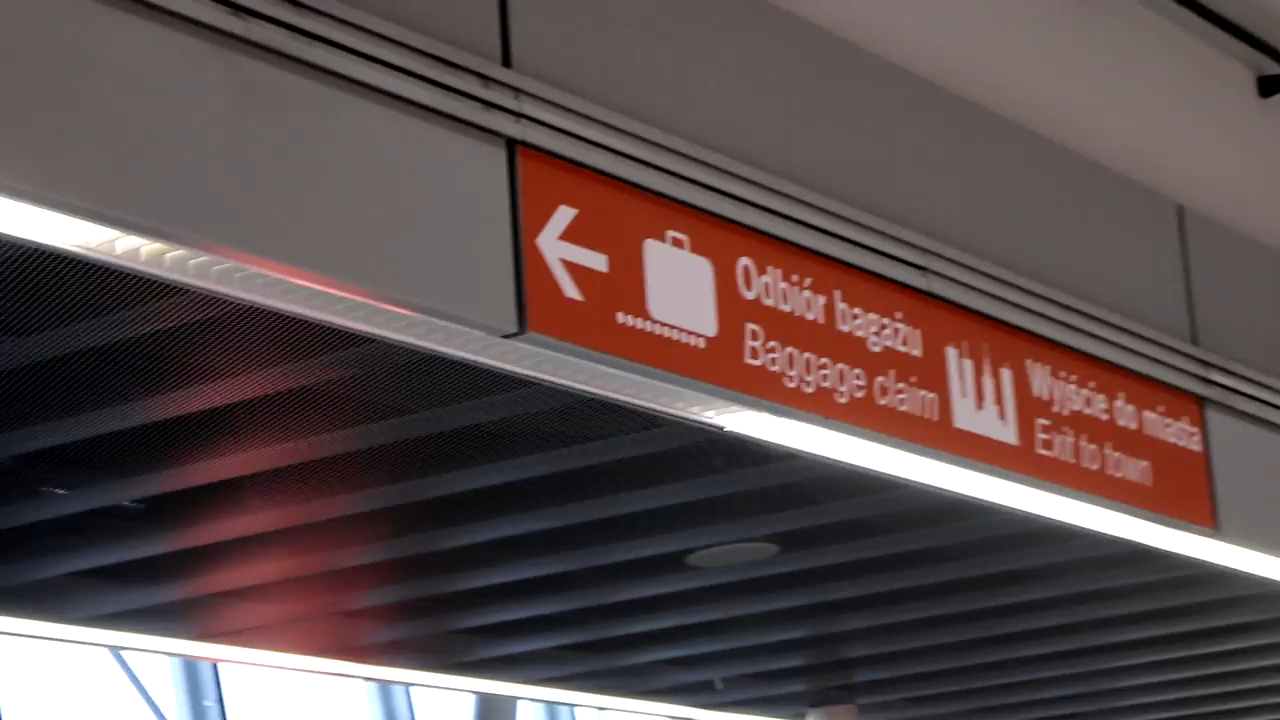 Odbiór bagażu
Baggage claim
Wyjście do miasta
Exit to town